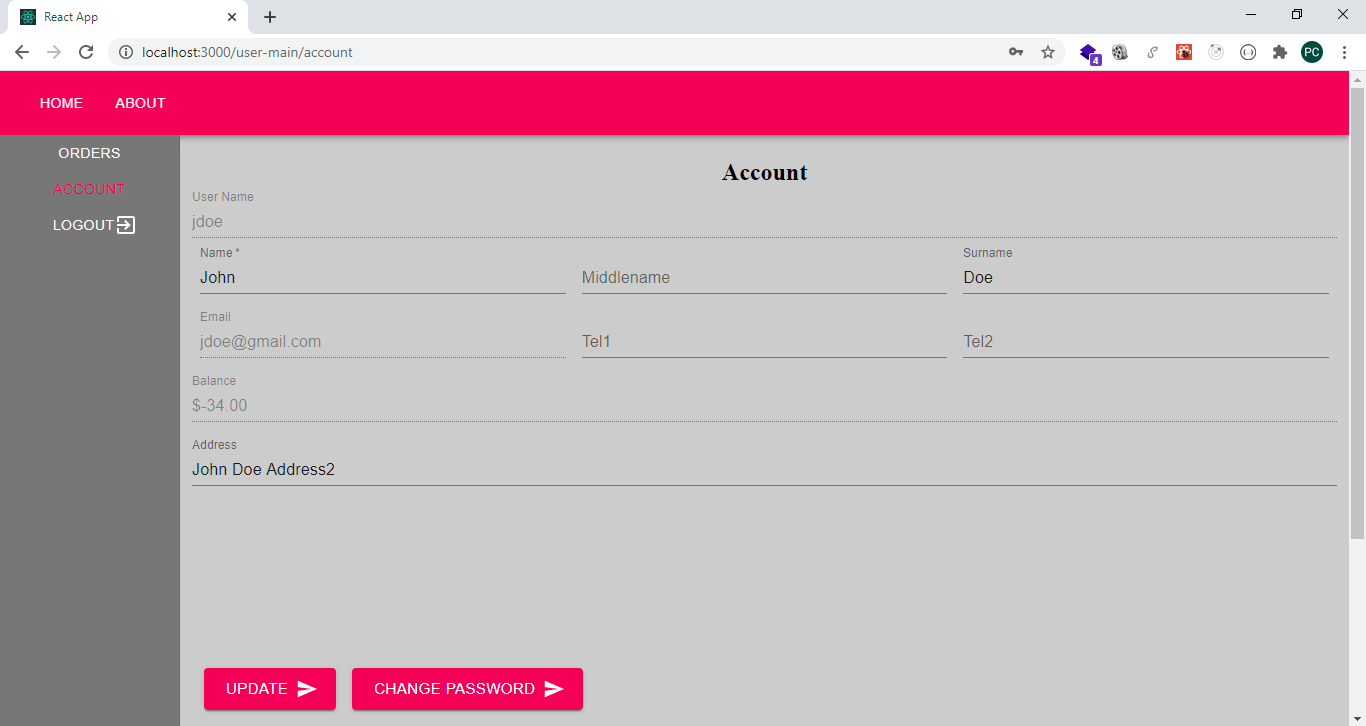 React App
localhost:3000/user-main/account
4
PC
HOME ABOUT
ORDERS
ACCOUNT
LOGOUT
Account
User Name
jdoe
Name * Surname
John Middlename Doe
Email
jdoe@gmail.com Tel1 Tel2
Balance
$-34.00
Address
John Doe Address2
UPDATE CHANGE PASSWORD